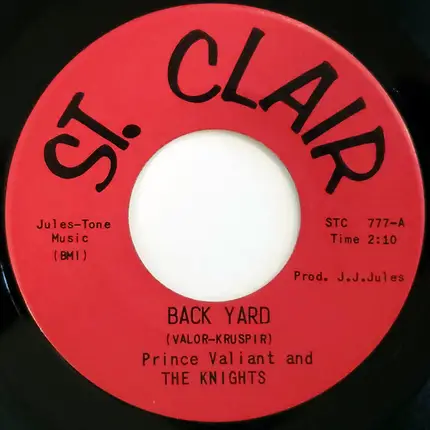 ST. CLAIR
Jules-Tone
Music
(BMI)
STC 777-A
Time 2:10
Prod. J.J.Jules
BACK YARD
(VALOR-KRUSPIR)
Prince Valiant and
THE KNIGHTS